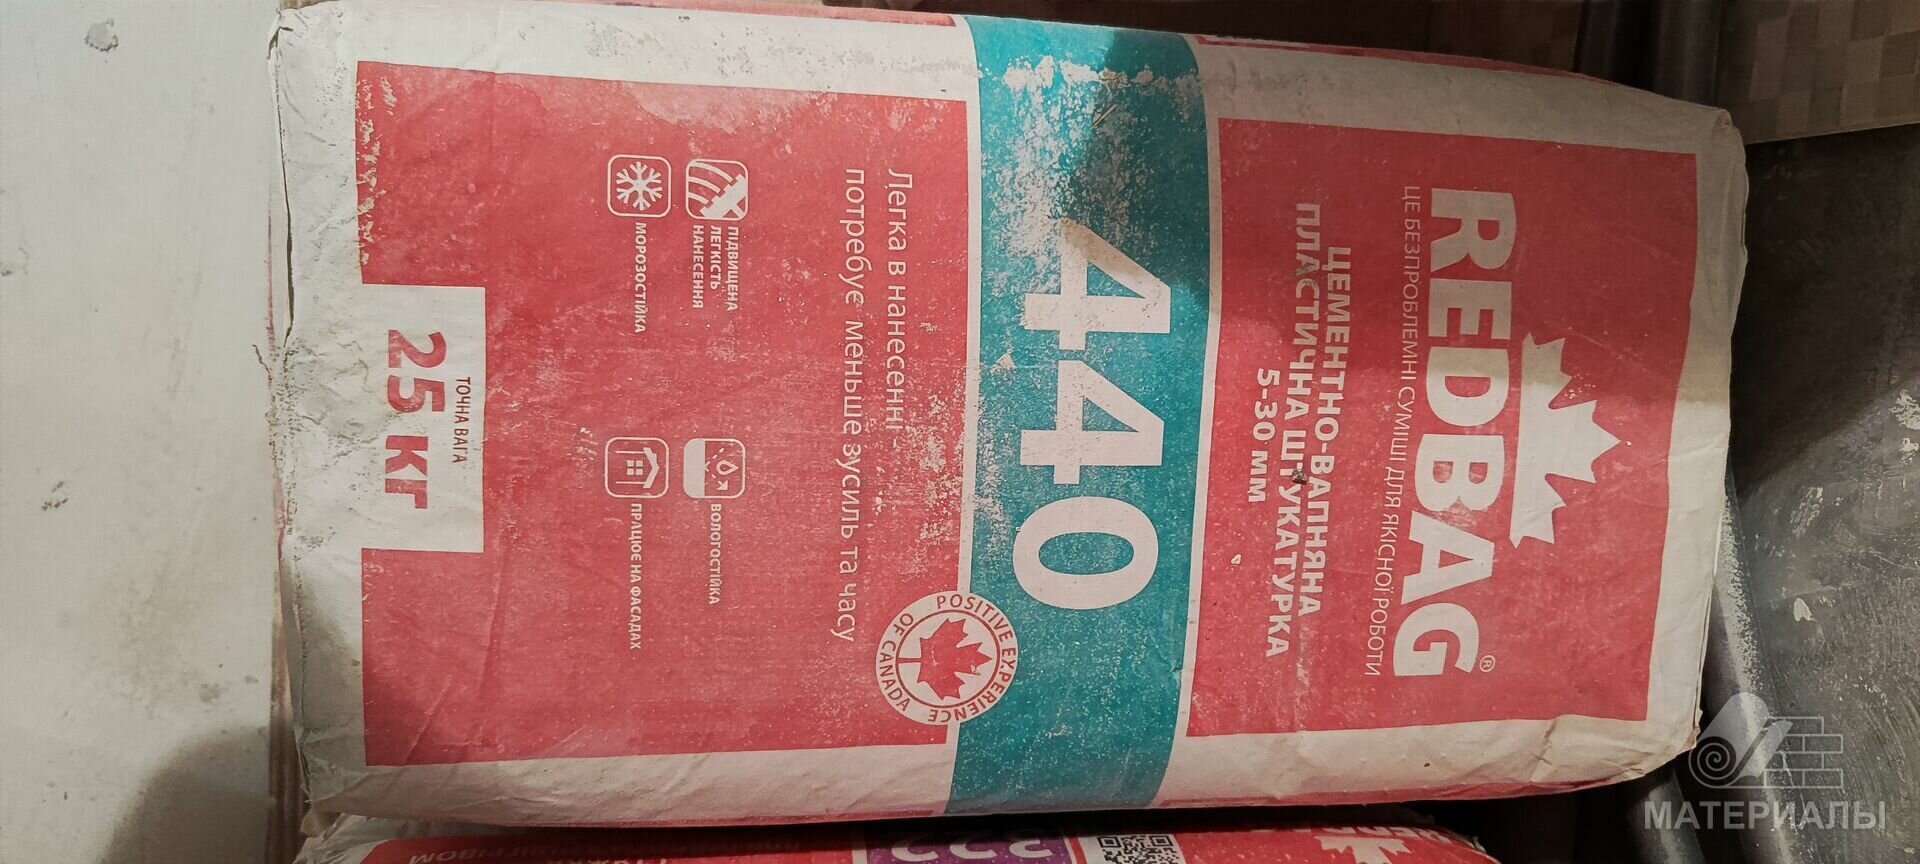 REDBAG®
ЦЕ БЕЗПРОБЛЕМНІ СУМІШІ ДЛЯ ЯКІСНОЇ РОБОТИ
ЦЕМЕНТНО-ВАПНЯНА
ПЛАСТИЧНА ШТУКАТУРКА
5-30 мм
440
POSITIVE EXPERIENCE
OF CANADA
Легка в нанесенні -
потребує меньше зусиль та часу
ПІДВИЩЕНА
ЛЕГКІСТЬ
НАНЕСЕННЯ
ВОЛОГОСТІЙКА
МОРОЗОСТІЙКА
ПРАЦЮЄ НА ФАСАДАХ
ТОЧНА ВАГА
25 КГ
МАТЕРИАЛЫ